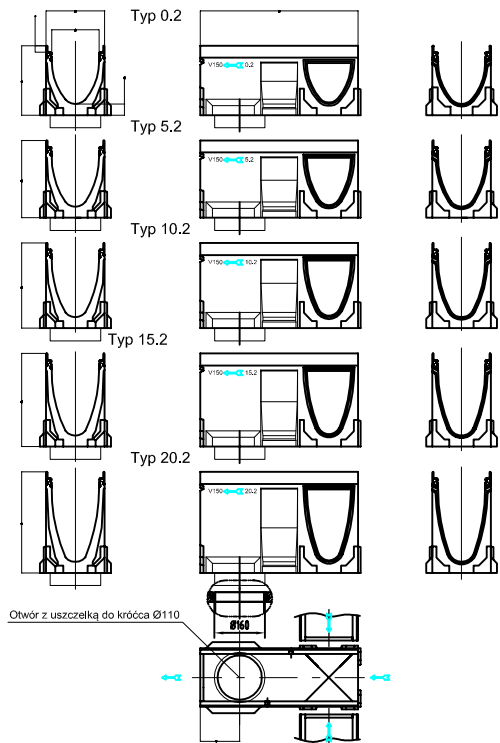 Typ 0.2
V150 0.2
Typ 5.2
V150 5.2
Typ 10.2
V150 10.2
Typ 15.2
V150 15.2
Typ 20.2
V150 20.2
Ø160
Otwór z uszczelką do króćca Ø110